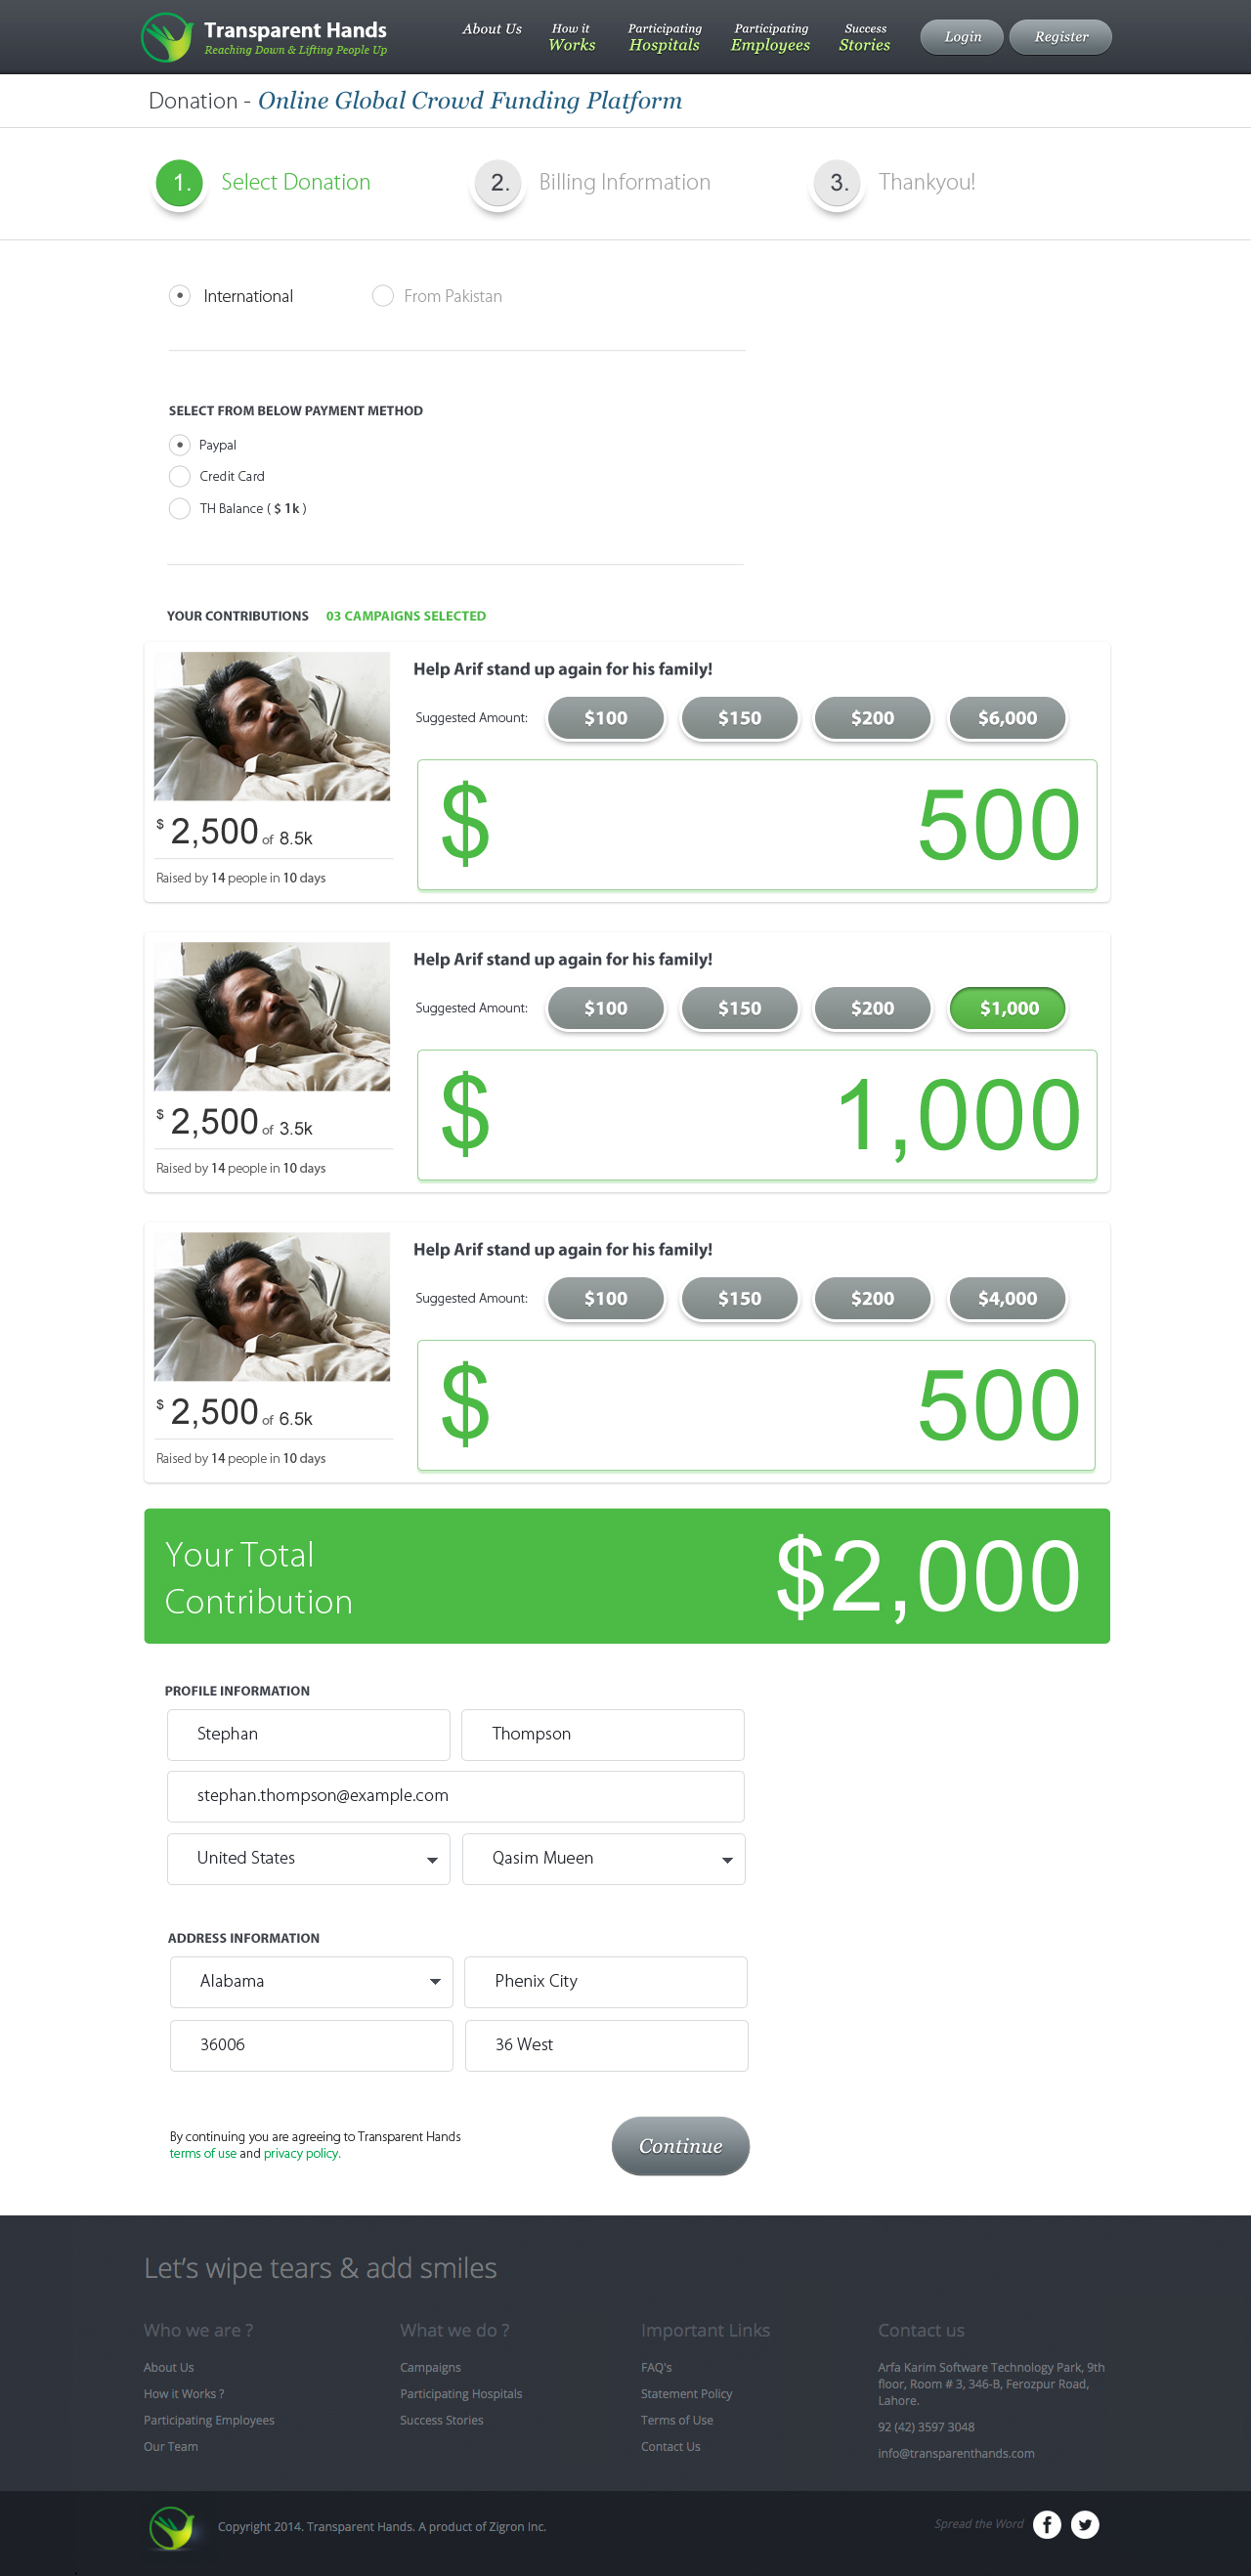 Transparent Hands
Reaching Down & Lifting People Up
About Us
How it
Works
Participating
Hospitals
Participating
Employees
Success
Stories
Login
Register
Donation - Online Global Crowd Funding Platform
1. Select Donation
2. Billing Information
3. Thankyou!
International
From Pakistan
SELECT FROM BELOW PAYMENT METHOD
Paypal
Credit Card
TH Balance ( $ 1k )
YOUR CONTRIBUTIONS 03 CAMPAIGNS SELECTED
Help Arif stand up again for his family!
Suggested Amount: $100 $150 $200 $6,000
$ 500
$ 2,500 of 8.5k
Raised by 14 people in 10 days
Help Arif stand up again for his family!
Suggested Amount: $100 $150 $200 $1,000
$ 1,000
$ 2,500 of 3.5k
Raised by 14 people in 10 days
Help Arif stand up again for his family!
Suggested Amount: $100 $150 $200 $4,000
$ 500
$ 2,500 of 6.5k
Raised by 14 people in 10 days
Your Total
Contribution
$2,000
PROFILE INFORMATION
Stephan
Thompson
stephan.thompson@example.com
United States
Qasim Mueen
ADDRESS INFORMATION
Alabama
Phenix City
36006
36 West
By continuing you are agreeing to Transparent Hands
terms of use and privacy policy.
Continue
Let's wipe tears & add smiles
Who we are ?
About Us
How it Works ?
Participating Employees
Our Team
What we do ?
Campaigns
Participating Hospitals
Success Stories
Important Links
FAQ's
Statement Policy
Terms of Use
Contact Us
Contact us
Arfa Karim Software Technology Park, 9th
floor, Room # 3, 346-B, Ferozpur Road,
Lahore.
92 (42) 3597 3048
info@transparenthands.com
Copyright 2014. Transparent Hands. A product of Zigron Inc.
Spread the Word